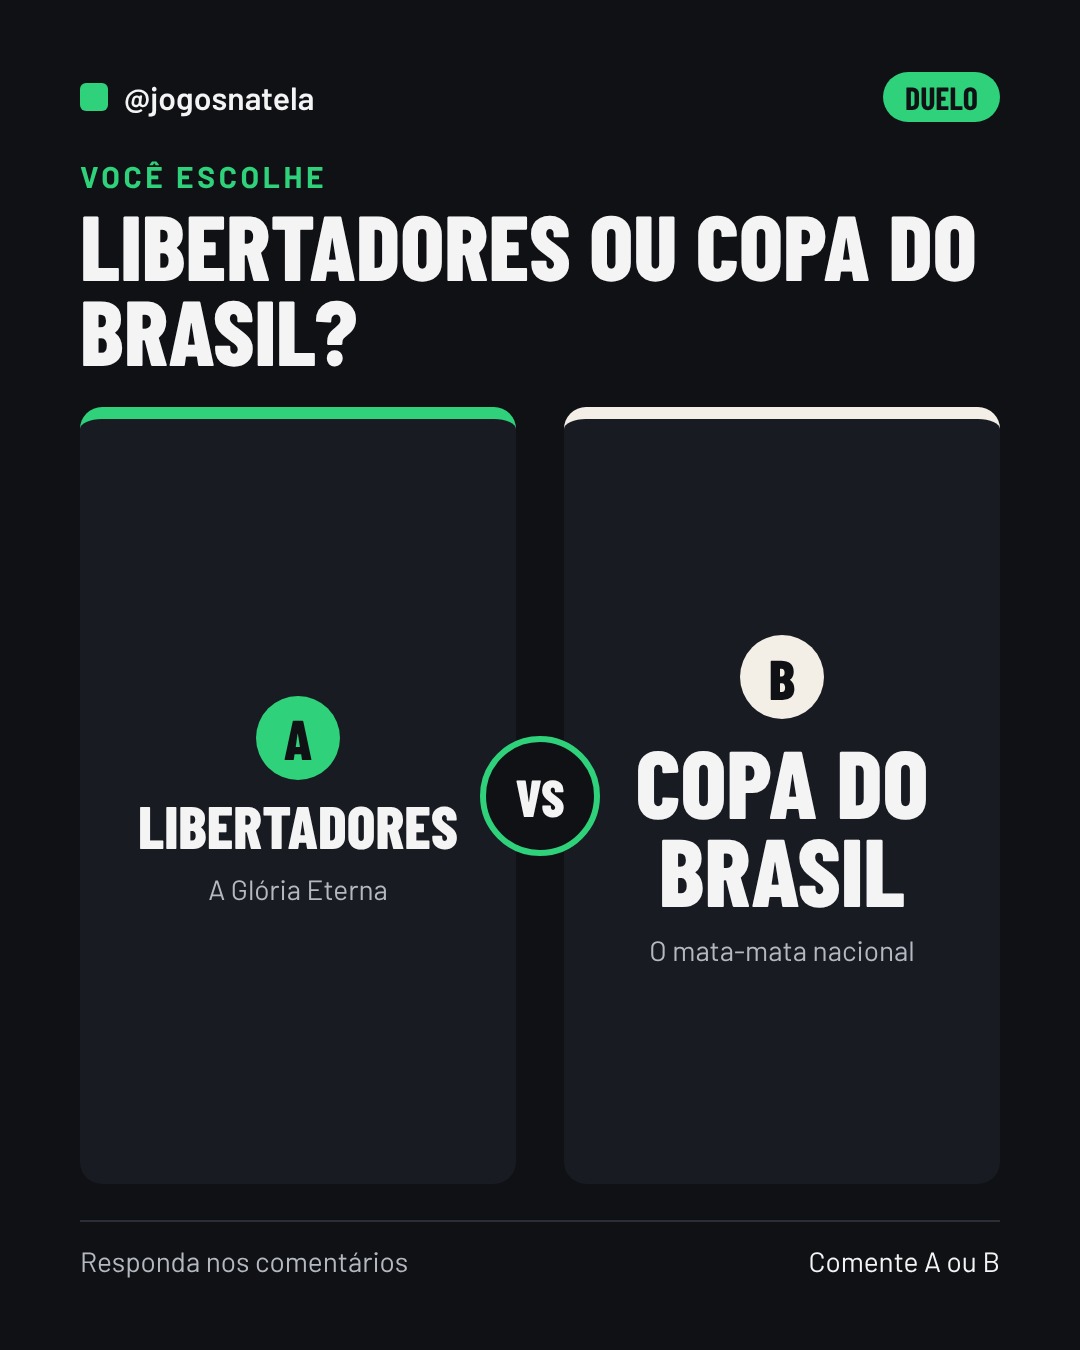 @jogosnatela
DUELO
VOCÊ ESCOLHE
LIBERTADORES OU COPA DO
BRASIL?
A
LIBERTADORES
A Glória Eterna
VS
B
COPA DO
BRASIL
O mata-mata nacional
Responda nos comentários
Comente A ou B